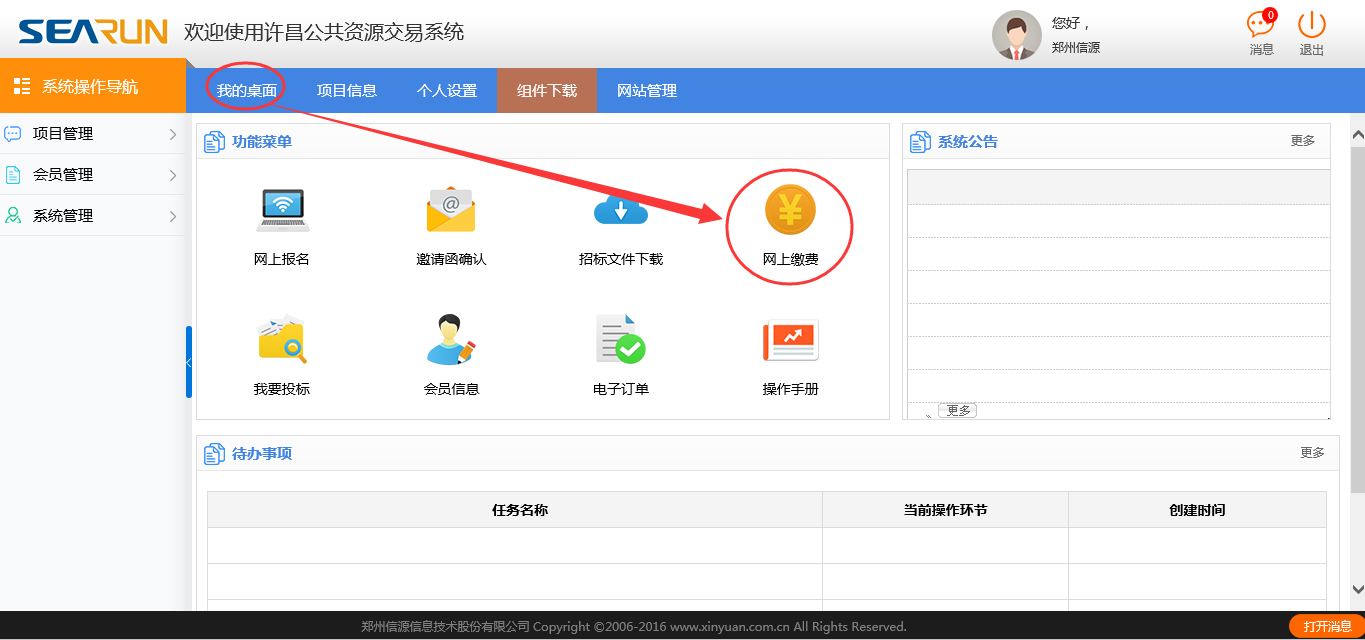 SEARUN 欢迎使用许昌公共资源交易系统
您好，
郑州信源
0
消息
退出
系统操作导航
我的桌面 项目信息 个人设置 组件下载 网站管理
项目管理
会员管理
系统管理
功能菜单
网上报名 邀请函确认 招标文件下载 网上缴费
我要投标 会员信息 电子订单 操作手册
系统公告 更多
更多
待办事项 更多
任务名称 当前操作环节 创建时间
郑州信源信息技术股份有限公司 Copyright ©2006-2016 www.xinyuan.com.cn All Rights Reserved.
打开消息